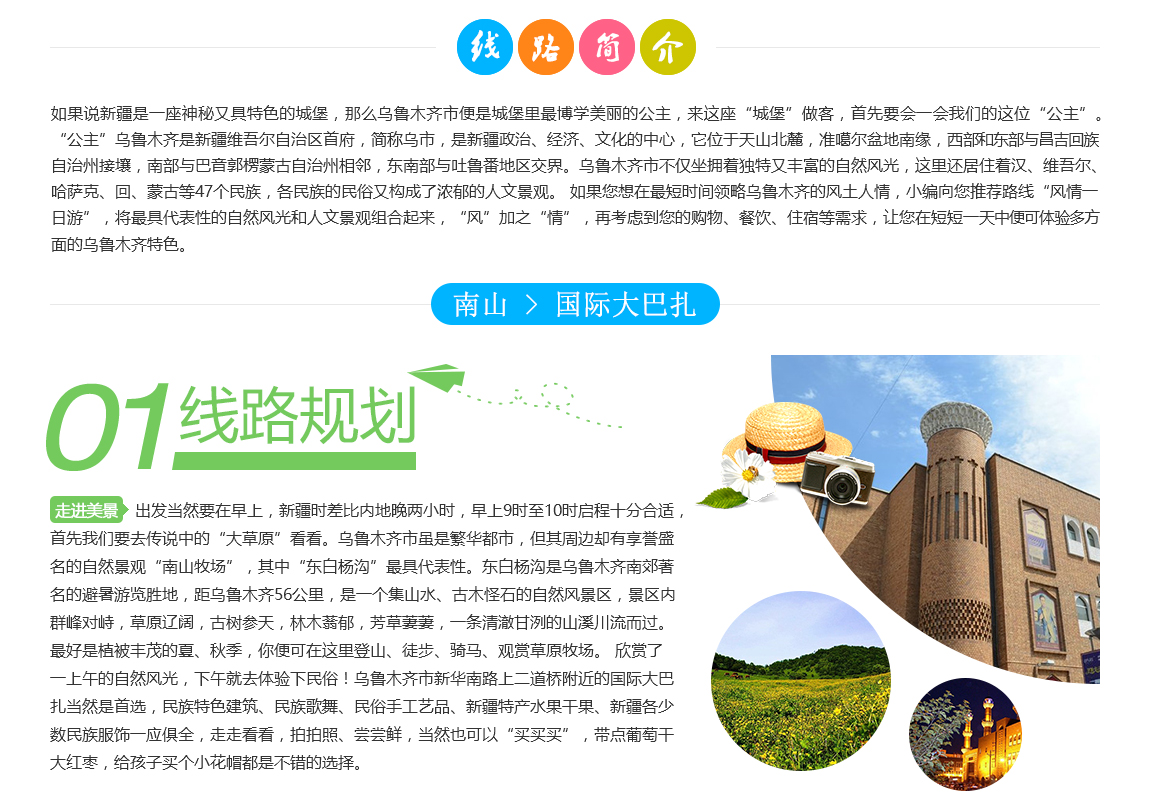 线路简介
如果说新疆是一座神秘又具特色的城堡，那么乌鲁木齐市便是城堡里最博学美丽的公主，来这座“城堡”做客，首先要会一会我们的这位“公主”。
“公主”乌鲁木齐是新疆维吾尔自治区首府，简称乌市，是新疆政治、经济、文化的中心，它位于天山北麓，准噶尔盆地南缘，西部和东部与昌吉回族
自治州接壤，南部与巴音郭楞蒙古自治州相邻，东南部与吐鲁番地区交界。乌鲁木齐市不仅坐拥着独特又丰富的自然风光，这里还居住着汉、维吾尔、
哈萨克、回、蒙古等47个民族，各民族的民俗又构成了浓郁的人文景观。 如果您想在最短时间领略乌鲁木齐的风土人情，小编向您推荐路线“风情一
日游”，将最具代表性的自然风光和人文景观组合起来，“风”加之“情”，再考虑到您的购物、餐饮、住宿等需求，让您在短短一天中便可体验多方
面的乌鲁木齐特色。
南山 > 国际大巴扎
01线路规划
走进美景 出发当然要在早上，新疆时差比内地晚两小时，早上9时至10时启程十分合适，
首先我们要去传说中的“大草原”看看。乌鲁木齐市虽是繁华都市，但其周边却有享誉盛
名的自然景观“南山牧场”，其中“东白杨沟”最具代表性。东白杨沟是乌鲁木齐南郊著
名的避暑游览胜地，距乌鲁木齐56公里，是一个集山水、古木怪石的自然风景区，景区内
群峰对峙，草原辽阔，古树参天，林木蓊郁，芳草萋萋，一条清澈甘洌的山溪川流而过。
最好是植被丰茂的夏、秋季，你便可在这里登山、徒步、骑马、观赏草原牧场。 欣赏了
一上午的自然风光，下午就去体验下民俗！乌鲁木齐市新华南路上二道桥附近的国际大巴
扎当然是首选，民族特色建筑、民族歌舞、民俗手工艺品、新疆特产水果干果、新疆各少
数民族服饰一应俱全，走走看看，拍拍照、尝尝鲜，当然也可以“买买买”，带点葡萄干
大红枣，给孩子买个小花帽都是不错的选择。